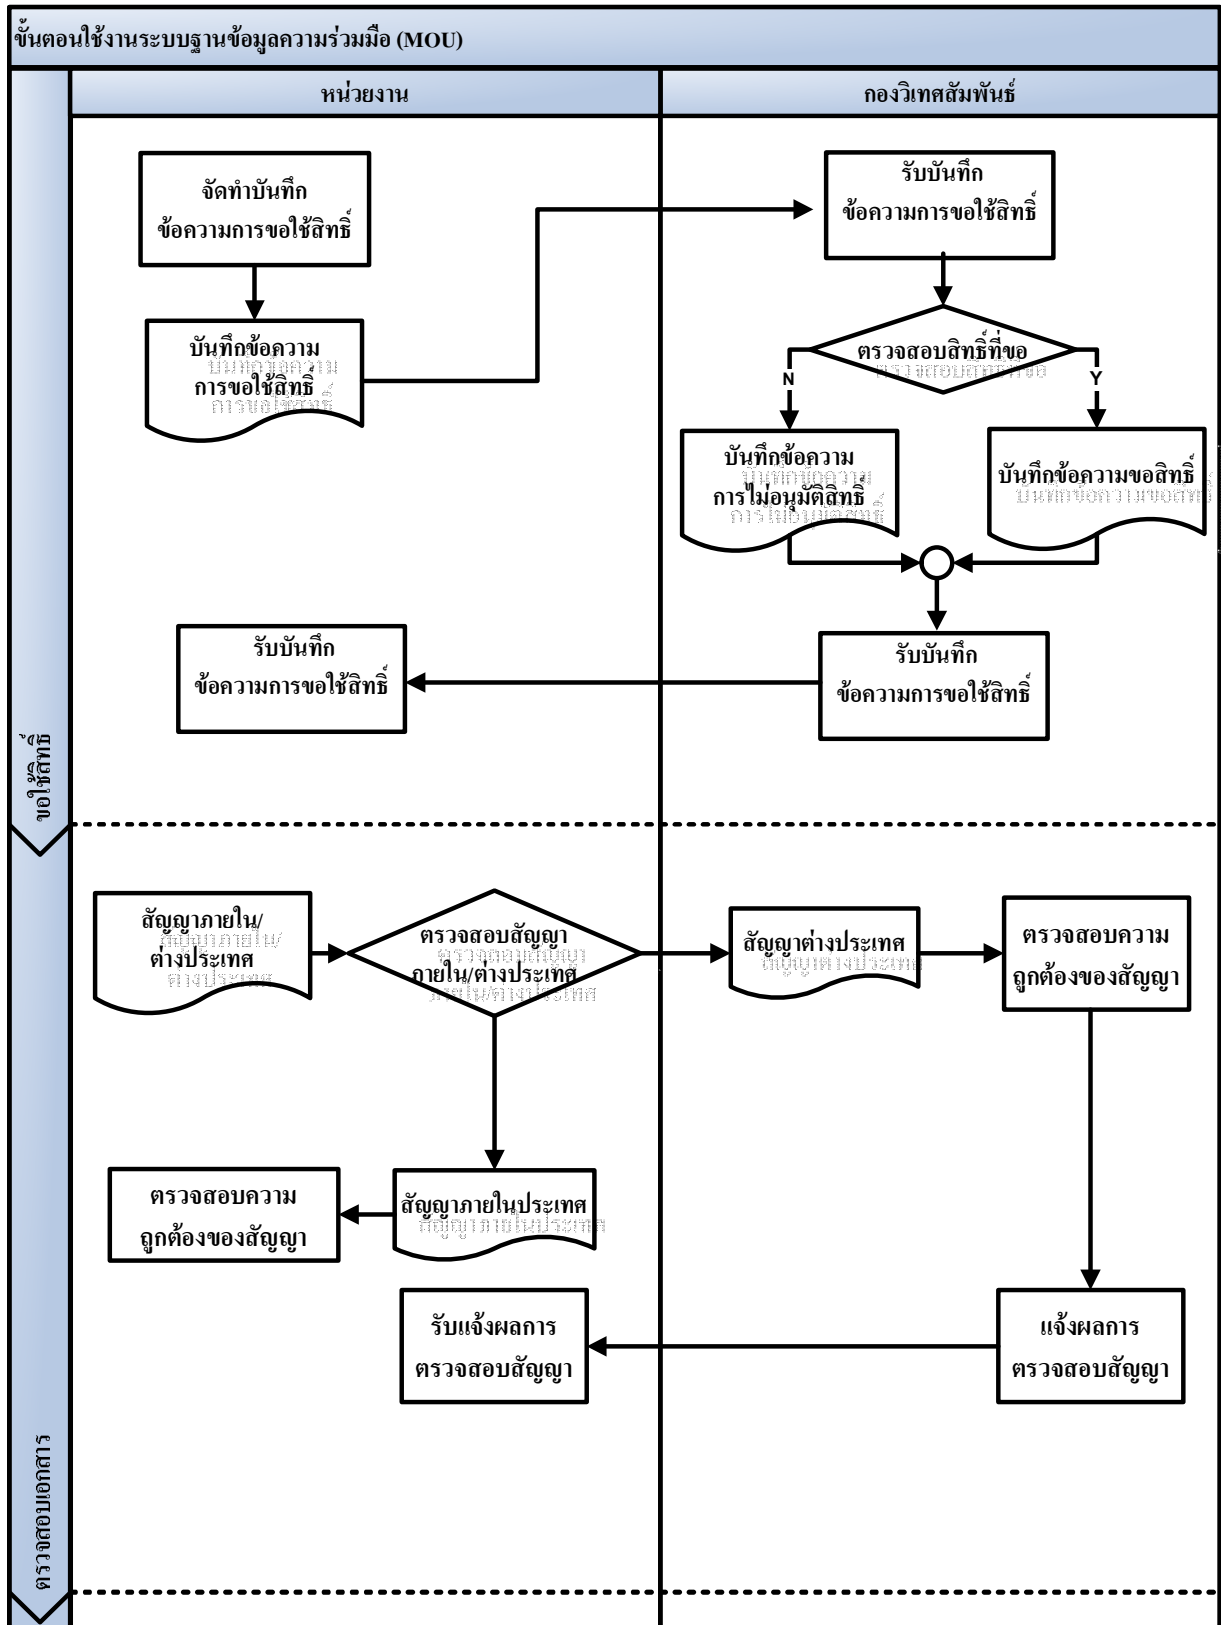 ขั้นตอนใช้งานระบบฐานข้อมูลความร่วมมือ (MOU)
หน่วยงาน
กองวิเทศสัมพันธ์
จัดทำบันทึก
ข้อความการขอใช้สิทธิ์
รับบันทึก
ข้อความการขอใช้สิทธิ์
บันทึกข้อความ
การขอใช้สิทธิ์
ตรวจสอบสิทธิ์ที่ขอ
N
Y
บันทึกข้อความ
การไม่อนุมัติสิทธิ์
บันทึกข้อความขอสิทธิ์
รับบันทึก
ข้อความการขอใช้สิทธิ์
รับบันทึก
ข้อความการขอใช้สิทธิ์
ขอใช้สิทธิ์
สัญญาภายใน/
ต่างประเทศ
ตรวจสอบสัญญา
ภายใน/ต่างประเทศ
สัญญาต่างประเทศ
ตรวจสอบความ
ถูกต้องของสัญญา
ตรวจสอบความ
ถูกต้องของสัญญา
สัญญาภายในประเทศ
รับแจ้งผลการ
ตรวจสอบสัญญา
แจ้งผลการ
ตรวจสอบสัญญา
ตรวจสอบเอกสาร